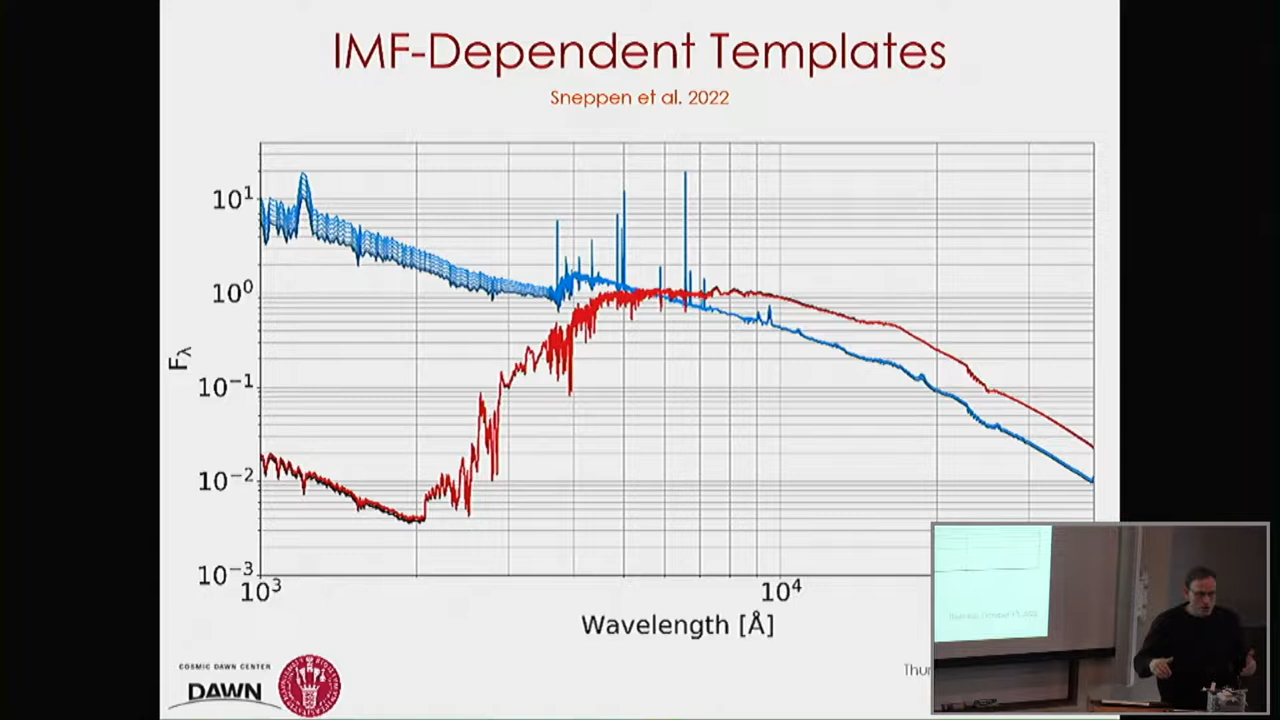 IMF-Dependent Templates
Sneppen et al. 2022
10¹
10⁰
10⁻¹
10⁻²
10⁻³
F_λ
10³
10⁴
Wavelength [Å]
COSMIC DAWN CENTER
DAWN
Thur